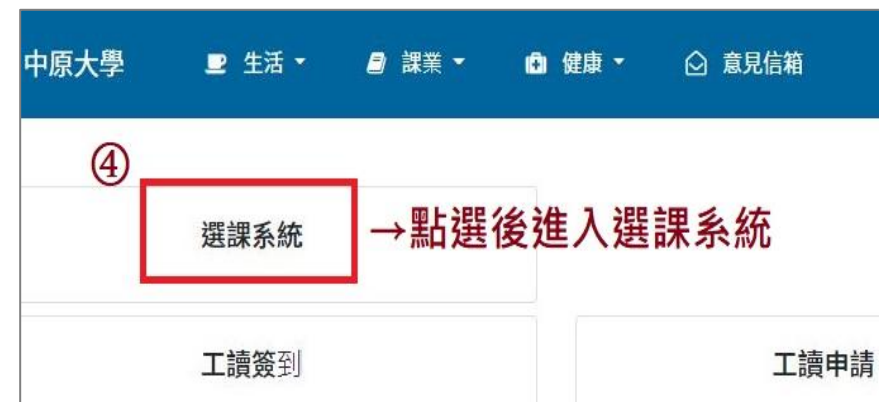 中原大學 生活 課業 健康 意見信箱
④
選課系統 →點選後進入選課系統
工讀簽到 工讀申請